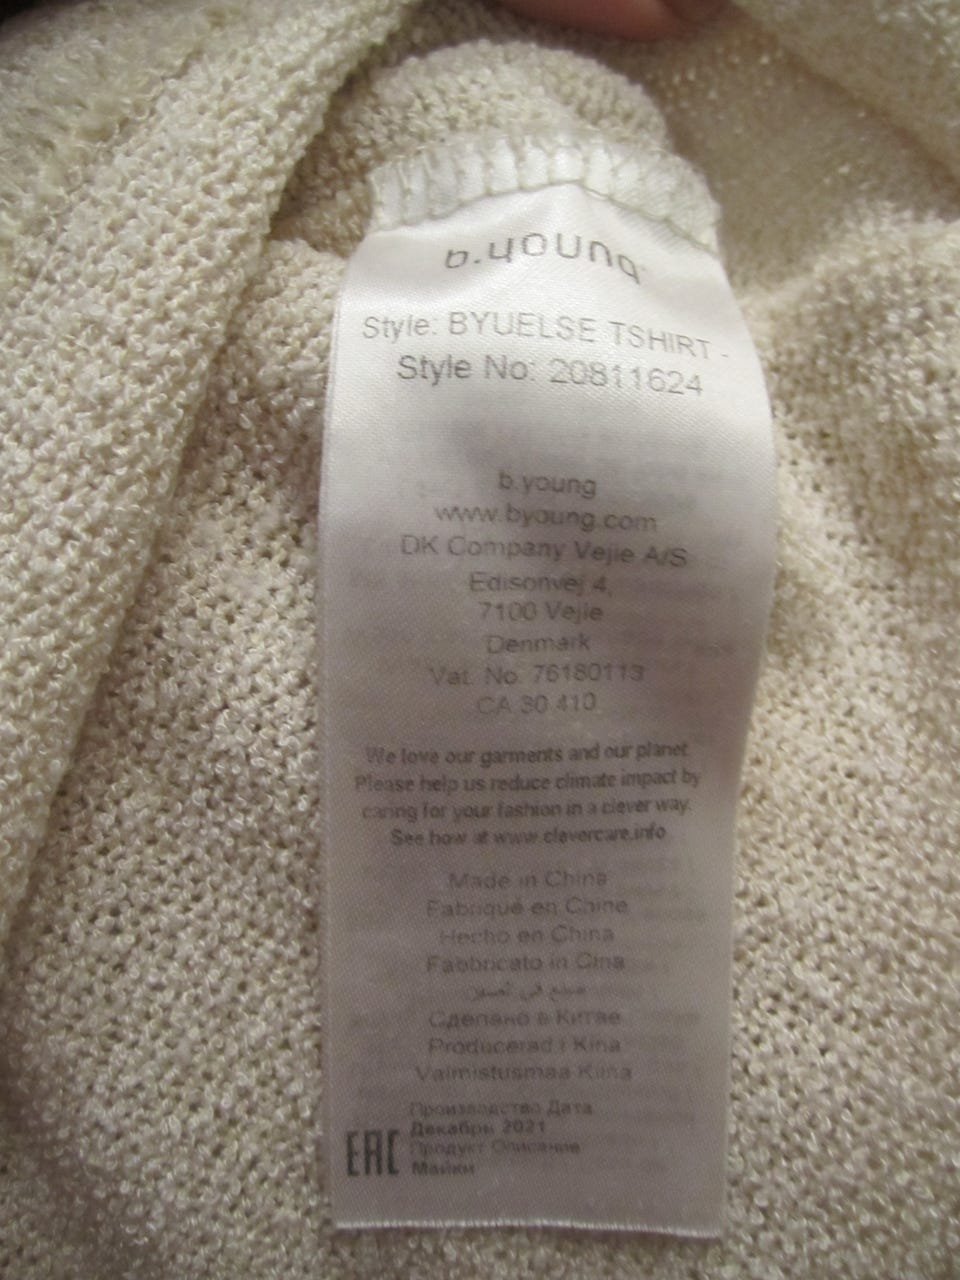 b.young
Style: BYUELSE TSHIRT -
Style No: 20811624
b.young
www.byoung.com
DK Company Vejle A/S
Edisonvej 4,
7100 Vejle
Denmark
Vat. No. 76180113
CA 30.410
We love our garments and our planet.
Please help us reduce climate impact by
caring for your fashion in a clever way.
See how at www.clevercare.info
Made in China
Fabriqué en Chine
Hecho en China
Fabbricato in Cina
صنع في الصين
Сделано в Китае
Producerad i Kina
Valmistusmaa Kiina
Производство Дата
Декабрь 2021
Продукт Описание
Майки
EAC